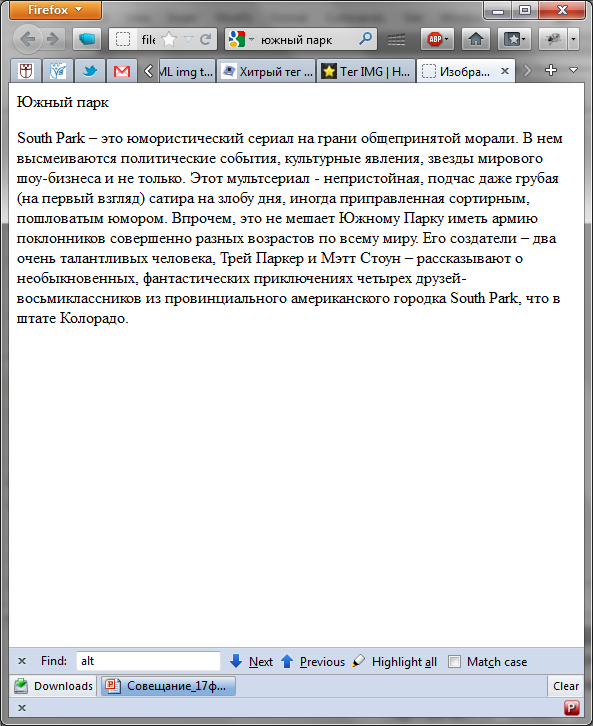 Firefox
file
южный парк
ABP
ML img t...
Хитрый тег ...
Тег IMG | H...
Изобра...
Южный парк
South Park – это юмористический сериал на грани общепринятой морали. В нем
высмеиваются политические события, культурные явления, звезды мирового
шоу-бизнеса и не только. Этот мультсериал - непристойная, подчас даже грубая
(на первый взгляд) сатира на злобу дня, иногда приправленная сортирным,
пошловатым юмором. Впрочем, это не мешает Южному Парку иметь армию
поклонников совершенно разных возрастов по всему миру. Его создатели – два
очень талантливых человека, Трей Паркер и Мэтт Стоун – рассказывают о
необыкновенных, фантастических приключениях четырех друзей-
восьмиклассников из провинциального американского городка South Park, что в
штате Колорадо.
Find: alt Next Previous Highlight all Match case
Downloads Совещание_17ф... Clear